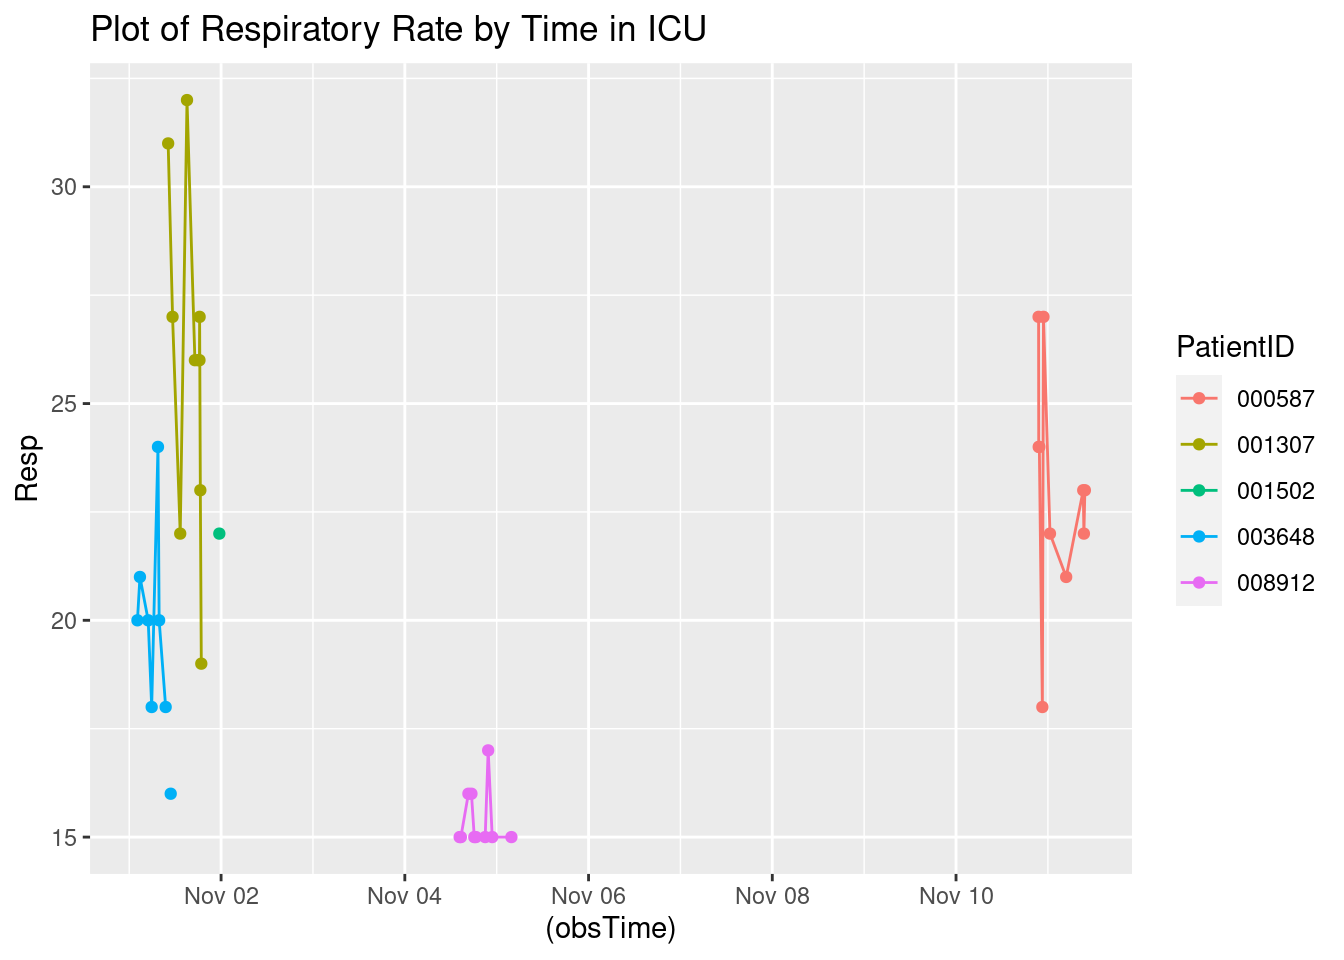 Plot of Respiratory Rate by Time in ICU
30
25
20
15
Resp
Nov 02
Nov 04
Nov 06
Nov 08
Nov 10
(obsTime)
PatientID
000587
001307
001502
003648
008912